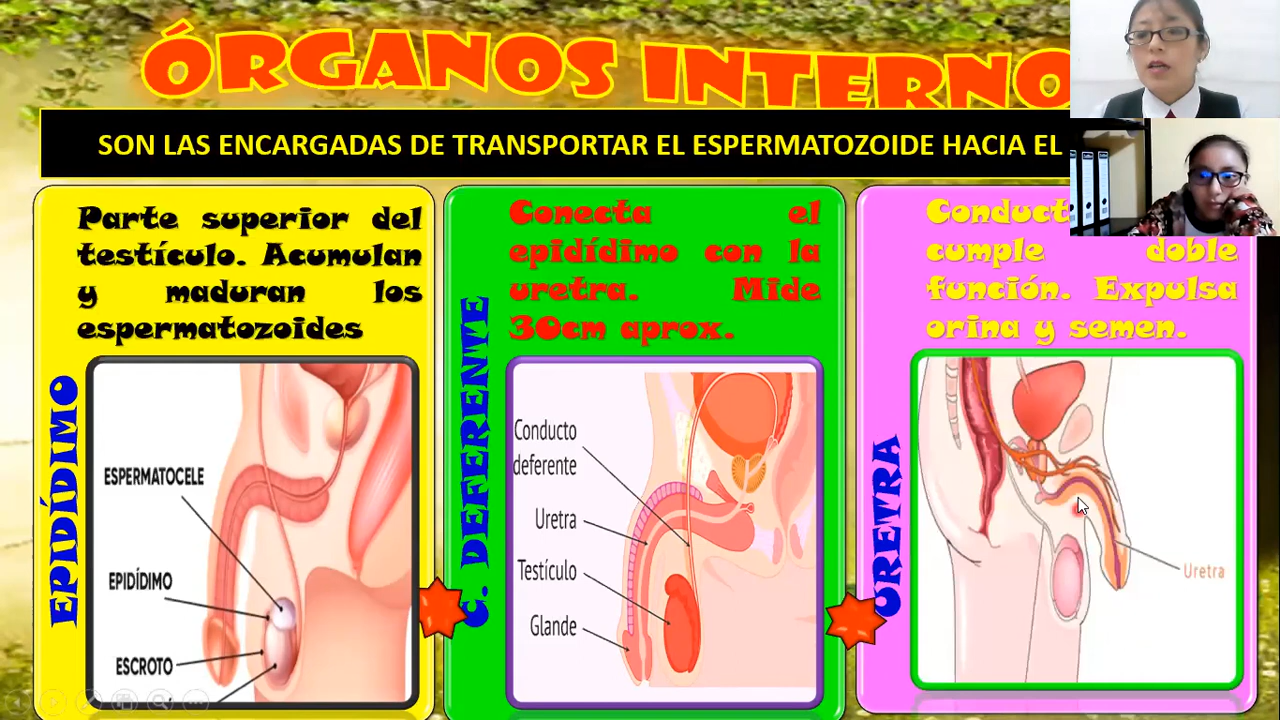 ÓRGANOS INTERNO
SON LAS ENCARGADAS DE TRANSPORTAR EL ESPERMATOZOIDE HACIA EL
Parte superior del
testículo. Acumulan
y maduran los
espermatozoides
EPIDÍDIMO
ESPERMATOCELE
EPIDÍDIMO
ESCROTO
Conecta el
epidídimo con la
uretra. Mide
30cm aprox.
C. DEFERENTE
Conducto
deferente
Uretra
Testículo
Glande
Conduct
cumple doble
función. Expulsa
orina y semen.
URETRA
Uretra